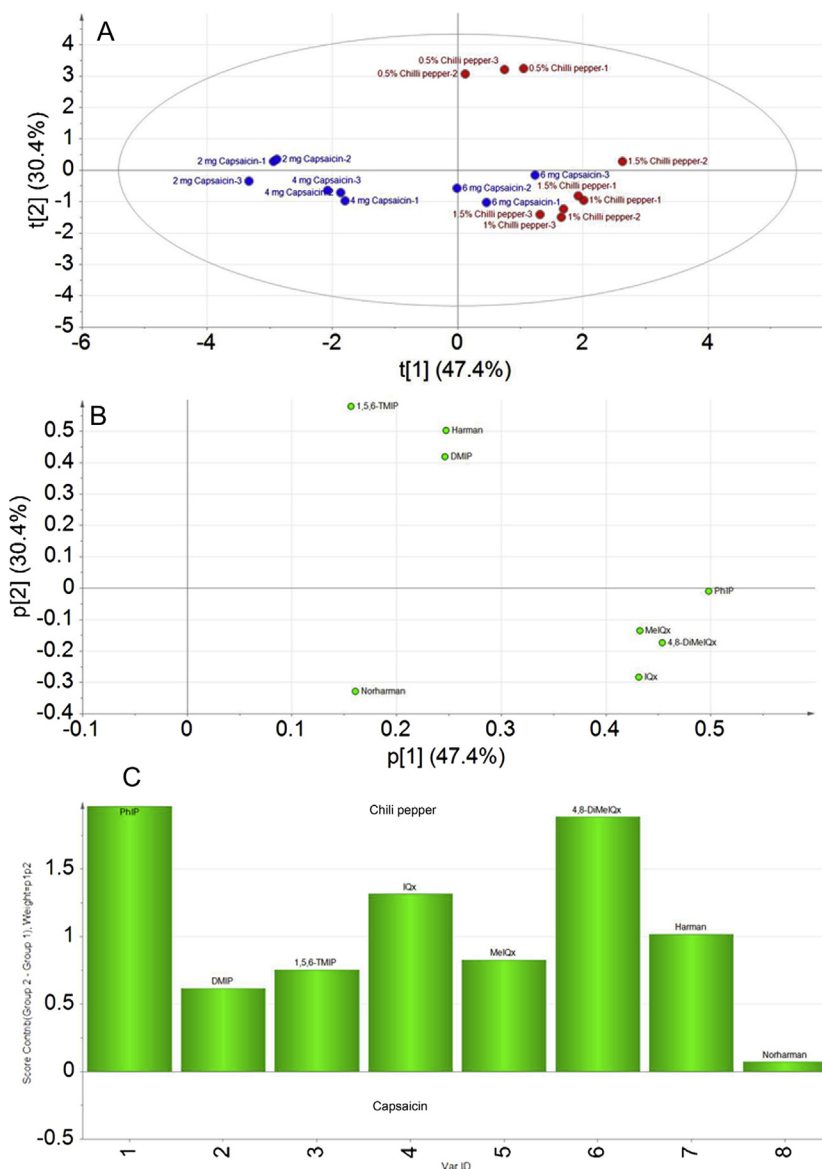 A
4
3
2
1
0
-1
-2
-3
-4
-5
t[2] (30.4%)
0.5% Chilli pepper-3
0.5% Chilli pepper-1
0.5% Chilli pepper-2
2 mg Capsaicin-1
2 mg Capsaicin-2
1.5% Chilli pepper-2
2 mg Capsaicin-3
4 mg Capsaicin-3
6 mg Capsaicin-3
4 mg Capsaicin-2
6 mg Capsaicin-2
1.5% Chilli pepper-1
4 mg Capsaicin-1
6 mg Capsaicin-1
1% Chilli pepper-1
1.5% Chilli pepper-3
1% Chilli pepper-2
1% Chilli pepper-3
-6
-4
-2
0
2
4
t[1] (47.4%)
B
0.5
0.4
0.3
0.2
0.1
0
-0.1
-0.2
-0.3
-0.4
p[2] (30.4%)
1,5,6-TMIP
Harman
DMIP
PhIP
MeIQx
4,8-DiMeIQx
IQx
Norharman
-0.1
0
0.1
0.2
0.3
0.4
0.5
p[1] (47.4%)
C
Chili pepper
1.5
1
0.5
0
-0.5
Score Contrib(Group 2 - Group 1), Weight=p1p2
PhIP
DMIP
1,5,6-TMIP
IQx
MeIQx
4,8-DiMeIQx
Harman
Norharman
Capsaicin
1
2
3
4
5
6
7
8
Var ID